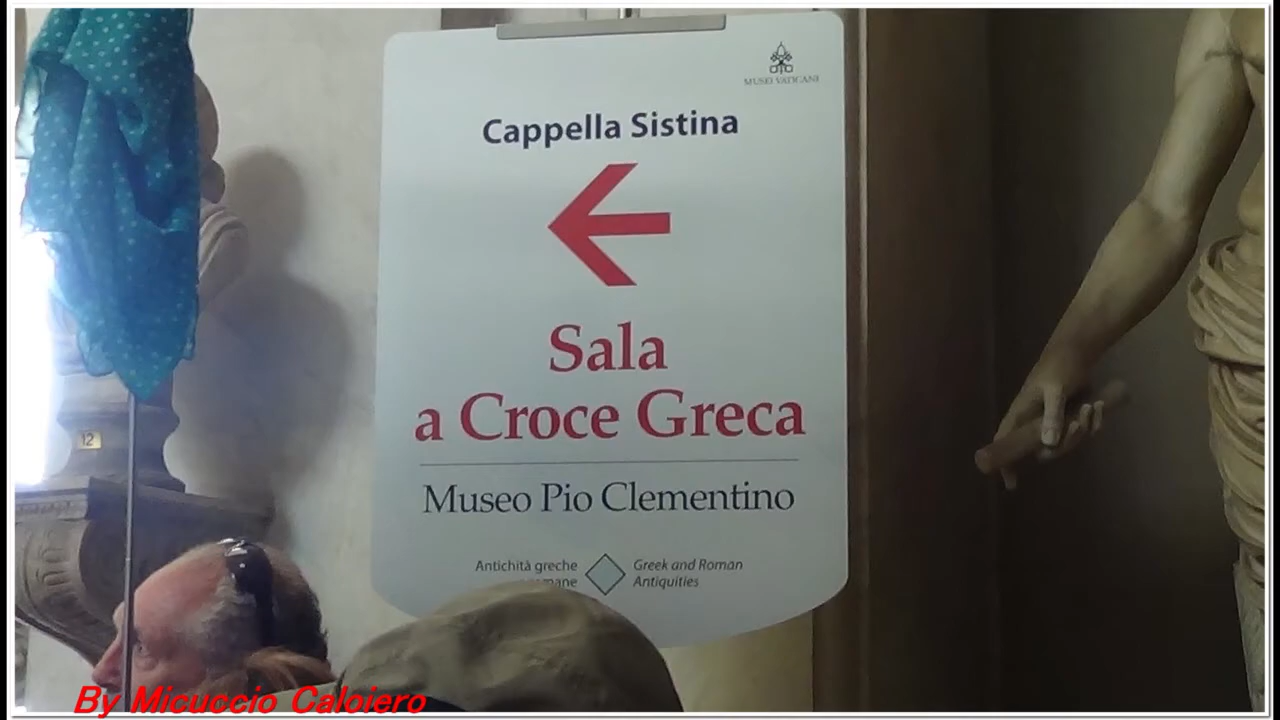 MUSEI VATICANI
Cappella Sistina
Sala
a Croce Greca
Museo Pio Clementino
Antichità greche
Greek and Roman
Antiquities
12
By Micuccio Caloiero